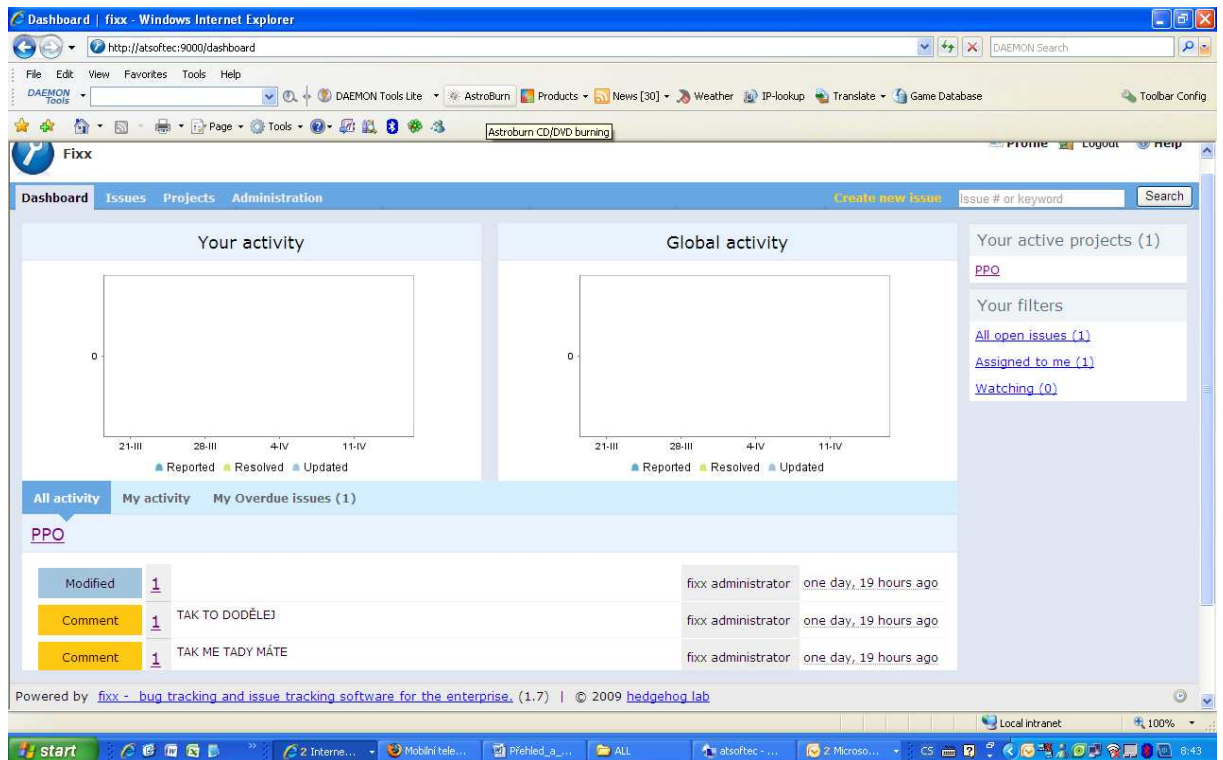 Dashboard | fixx - Windows Internet Explorer
http://atsoftec:9000/dashboard
DAEMON Search
File Edit View Favorites Tools Help
DAEMON Tools
DAEMON Tools Lite AstroBurn Products News [30] Weather IP-lookup Translate Game Database Toolbar Config
Page Tools
Astroburn CD/DVD burning
Fixx
Profile Logout Help
Dashboard Issues Projects Administration Create new issue Issue # or keyword Search
Your activity
0
21-III 28-III 4-IV 11-IV
Reported Resolved Updated
Global activity
0
21-III 28-III 4-IV 11-IV
Reported Resolved Updated
Your active projects (1)
PPO
Your filters
All open issues (1)
Assigned to me (1)
Watching (0)
All activity My activity My Overdue issues (1)
PPO
Modified 1 fixx administrator one day, 19 hours ago
Comment 1 TAK TO DODĚLEJ fixx administrator one day, 19 hours ago
Comment 1 TAK ME TADY MÁTE fixx administrator one day, 19 hours ago
Powered by fixx - bug tracking and issue tracking software for the enterprise. (1.7) | © 2009 hedgehog lab
Local intranet 100%
start 2 Interne... Mobilní tele... Přehled_a_... ALL atsoftec - ... 2 Microso... CS 8:43